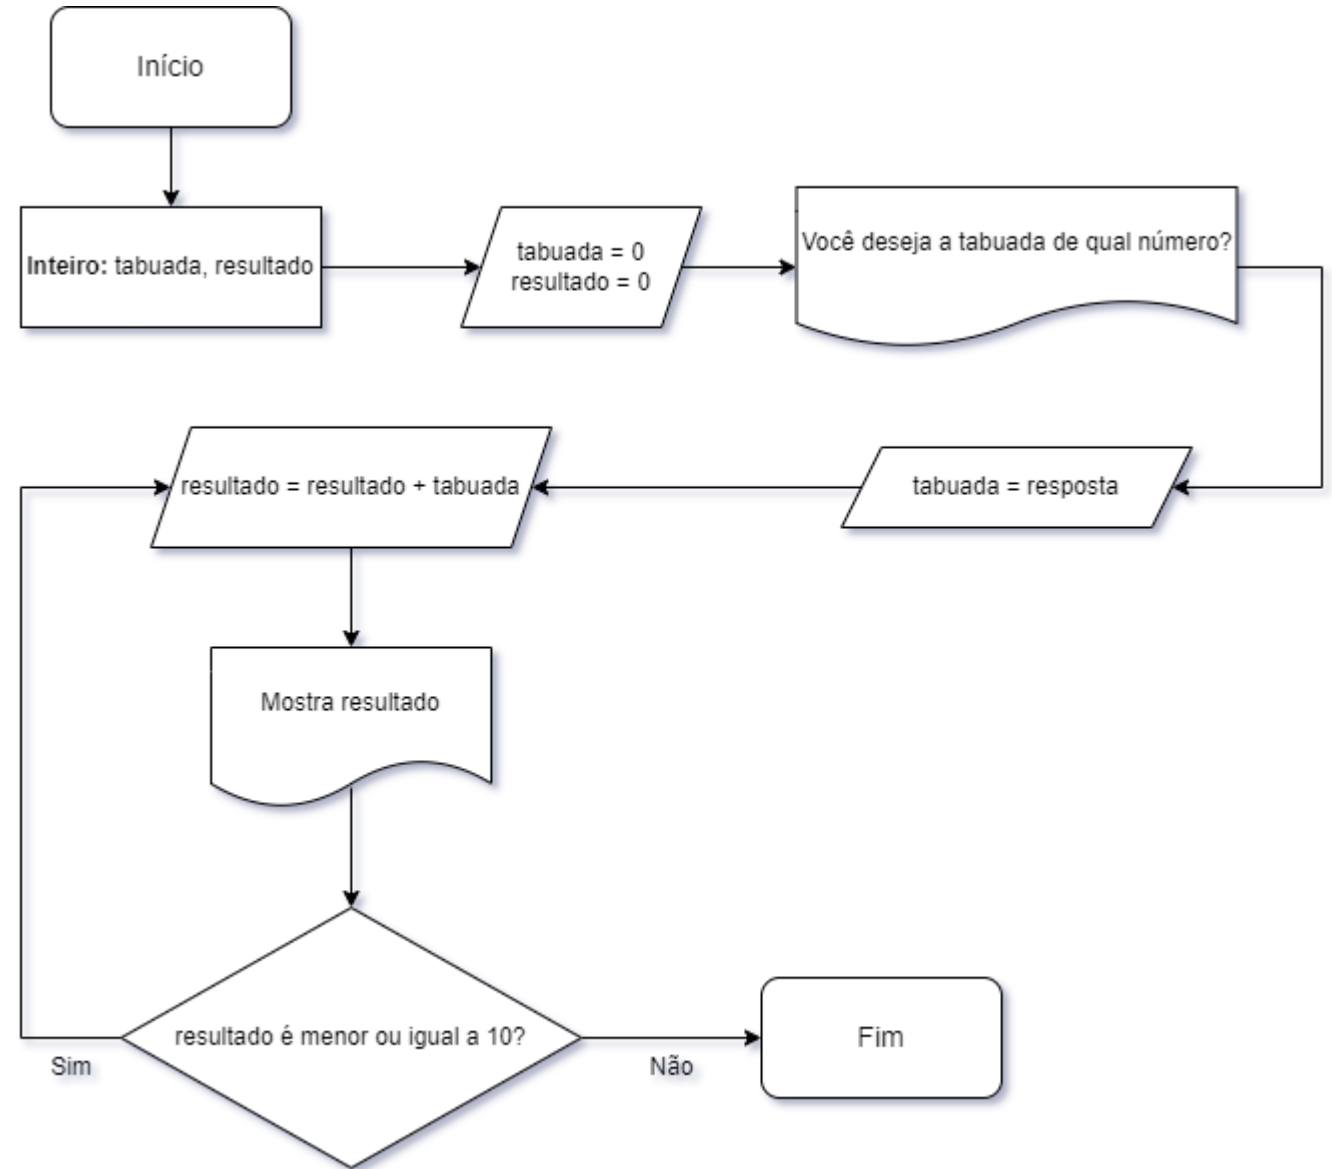 Início
Inteiro: tabuada, resultado
tabuada = 0
resultado = 0
Você deseja a tabuada de qual número?
tabuada = resposta
resultado = resultado + tabuada
Mostra resultado
resultado é menor ou igual a 10?
Sim
Não
Fim